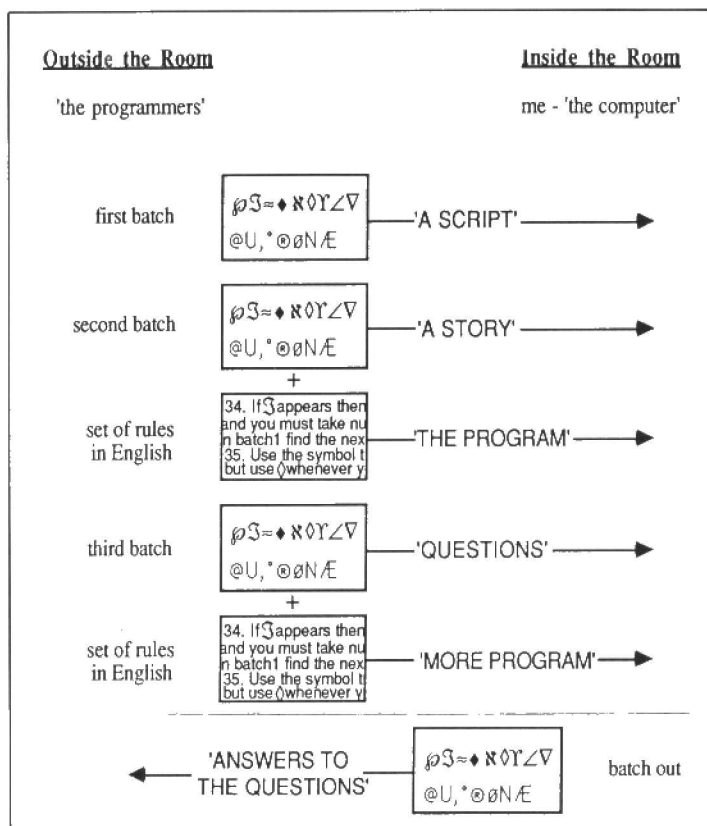 Outside the Room
Inside the Room
'the programmers'
me - 'the computer'
first batch
℘ℑ≈♦ℵ◊ϒ∠∇
@U,°®øNÆ
'A SCRIPT'
second batch
℘ℑ≈♦ℵ◊ϒ∠∇
@U,°®øNÆ
'A STORY'
+
set of rules
in English
34. If ℑ appears then
and you must take nu
n batch1 find the nex
35. Use the symbol t
but use ◊whenever y
'THE PROGRAM'
third batch
℘ℑ≈♦ℵ◊ϒ∠∇
@U,°®øNÆ
'QUESTIONS'
+
set of rules
in English
34. If ℑ appears then
and you must take nu
n batch1 find the nex
35. Use the symbol t
but use ◊whenever y
'MORE PROGRAM'
'ANSWERS TO
THE QUESTIONS'
℘ℑ≈♦ℵ◊ϒ∠∇
@U,°®øNÆ
batch out